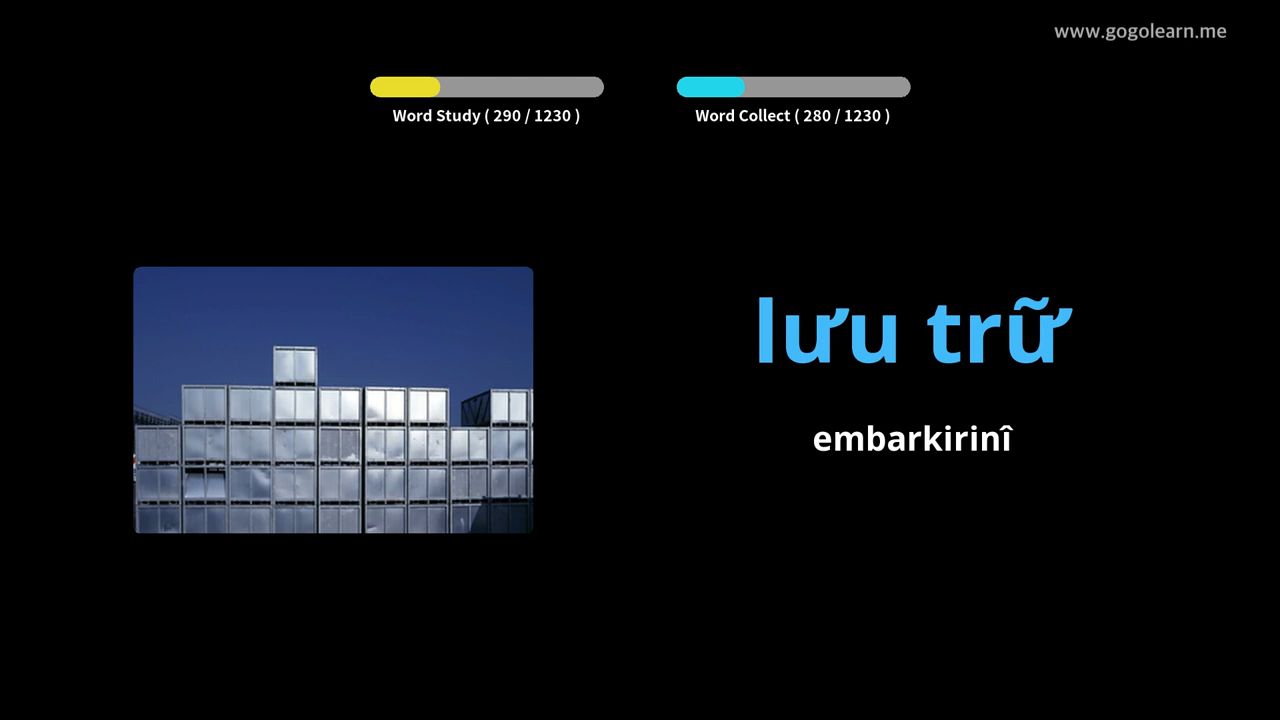 www.gogolearn.me
Word Study ( 290 / 1230 )
Word Collect ( 280 / 1230 )
lưu trữ
embarkirinî